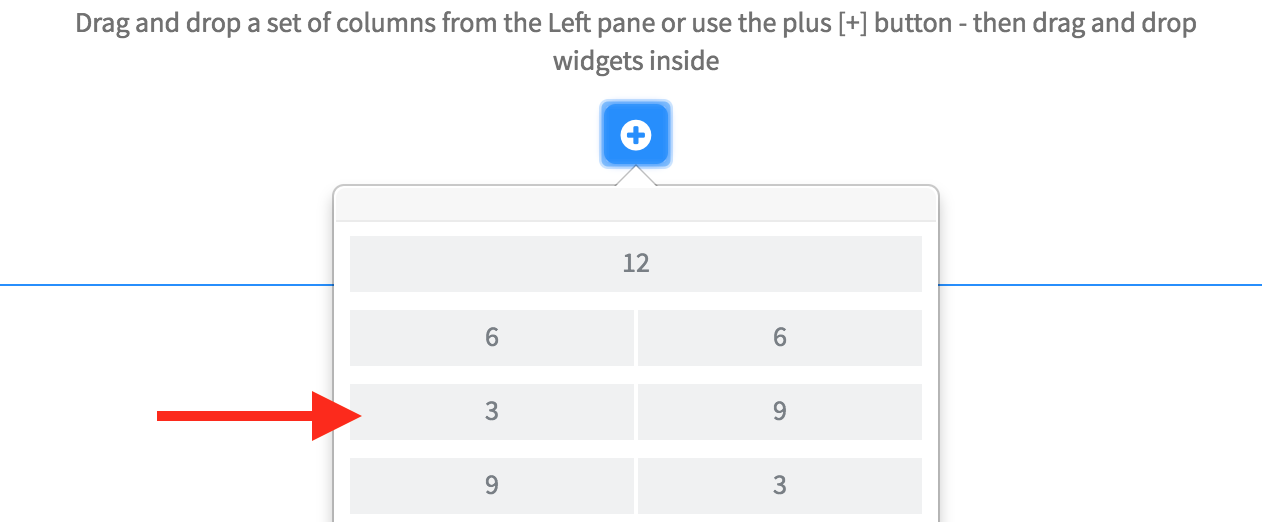 Drag and drop a set of columns from the Left pane or use the plus [+] button - then drag and drop
widgets inside
12
6 6
3 9
9 3